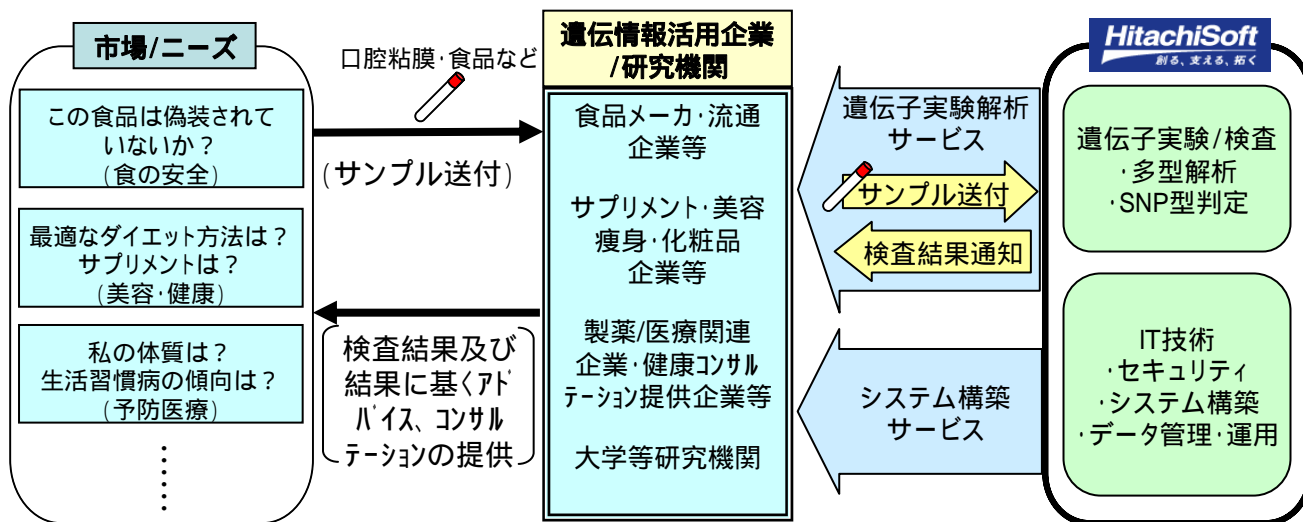 市場/ニーズ
この食品は偽装されて
いないか？
(食の安全)
最適なダイエット方法は？
サプリメントは？
(美容･健康)
私の体質は？
生活習慣病の傾向は？
(予防医療)
口腔粘膜･食品など
(サンプル送付)
検査結果及び
結果に基くアド
バイス、コンサル
テーションの提供
遺伝情報活用企業
/研究機関
食品メーカ･流通
企業等
サプリメント･美容
痩身･化粧品
企業等
製薬/医療関連
企業･健康コンサル
テーション提供企業等
大学等研究機関
遺伝子実験解析
サービス
サンプル送付
検査結果通知
システム構築
サービス
HitachiSoft
創る、支える、拓く
遺伝子実験/検査
･多型解析
･SNP型判定
IT技術
･セキュリティ
･システム構築
･データ管理･運用